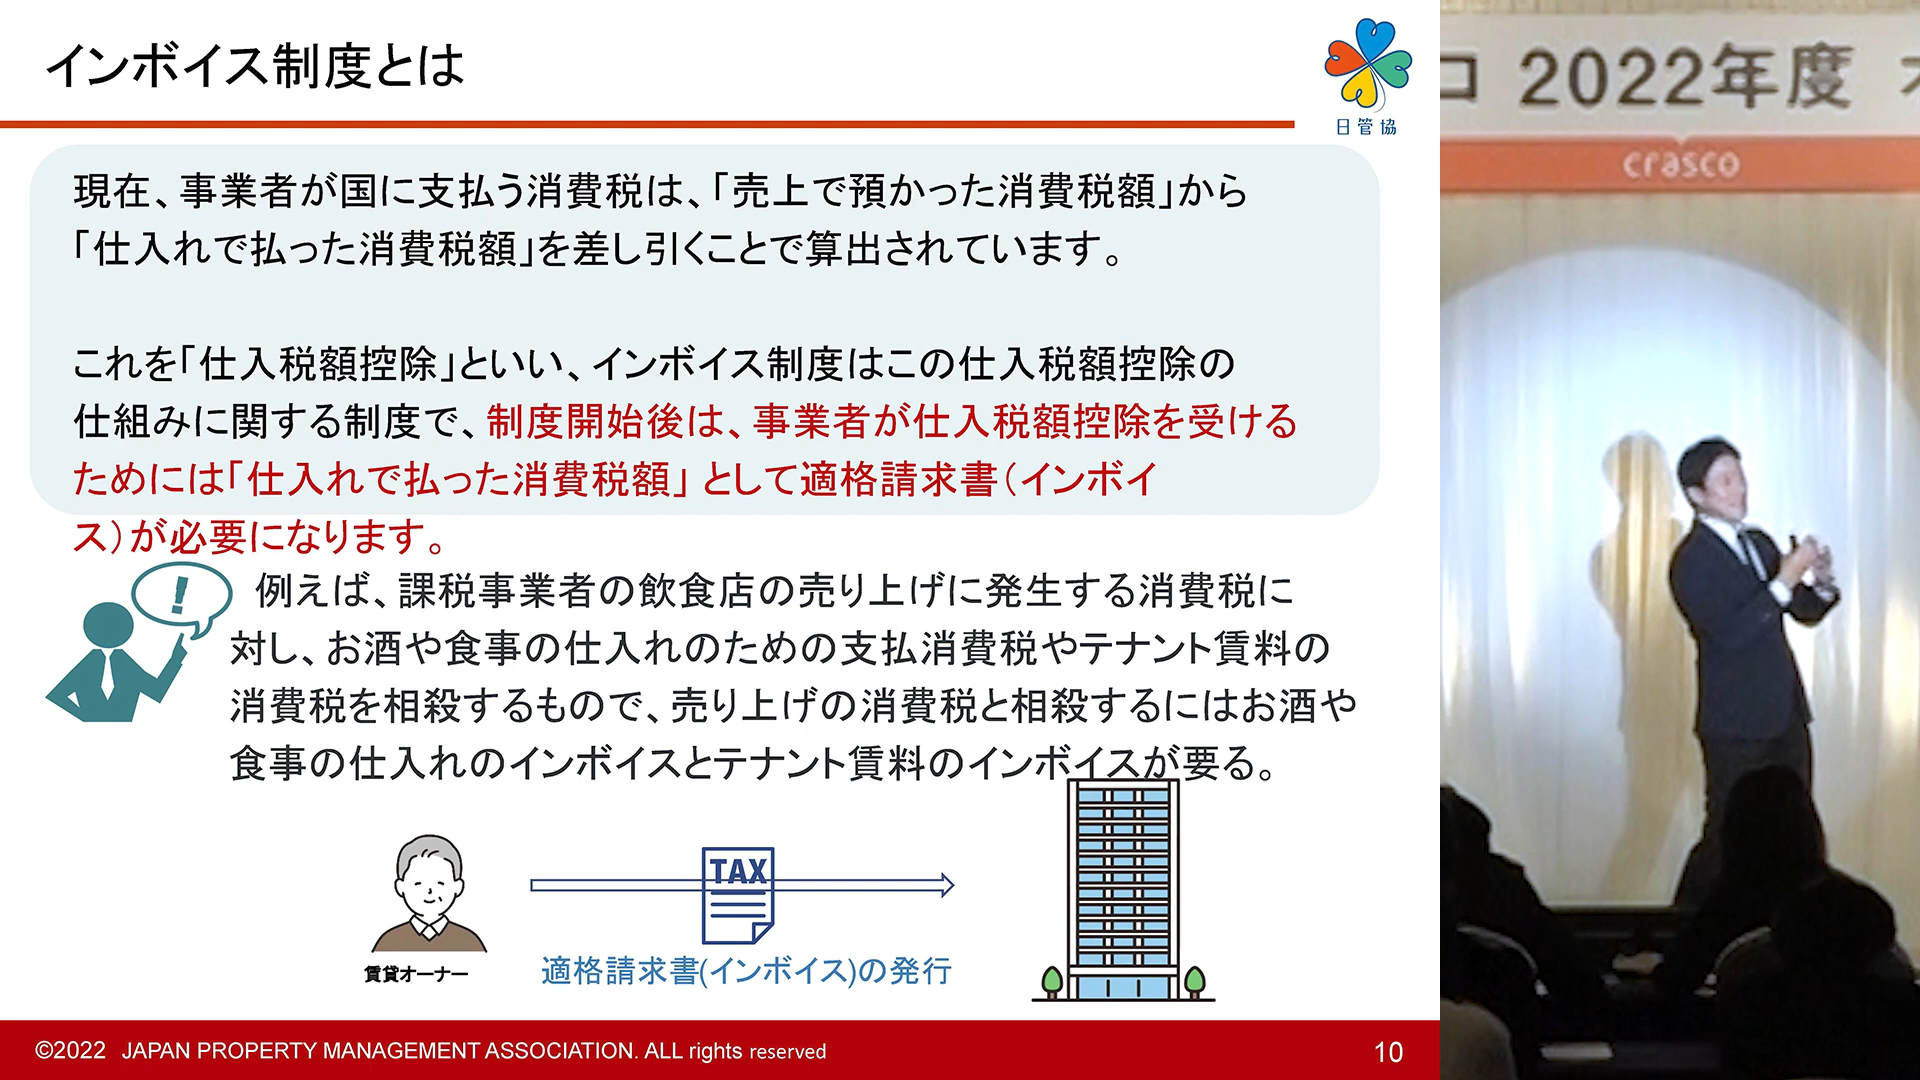 インボイス制度とは
日管協
現在、事業者が国に支払う消費税は、「売上で預かった消費税額」から
「仕入れで払った消費税額」を差し引くことで算出されています。
これを「仕入税額控除」といい、インボイス制度はこの仕入税額控除の
仕組みに関する制度で、制度開始後は、事業者が仕入税額控除を受ける
ためには「仕入れで払った消費税額」 として適格請求書（インボイ
ス）が必要になります。
!
例えば、課税事業者の飲食店の売り上げに発生する消費税に
対し、お酒や食事の仕入れのための支払消費税やテナント賃料の
消費税を相殺するもので、売り上げの消費税と相殺するにはお酒や
食事の仕入れのインボイスとテナント賃料のインボイスが要る。
TAX
賃貸オーナー
適格請求書(インボイス)の発行
©2022 JAPAN PROPERTY MANAGEMENT ASSOCIATION. ALL rights reserved
10
コ 2022年度
crasco